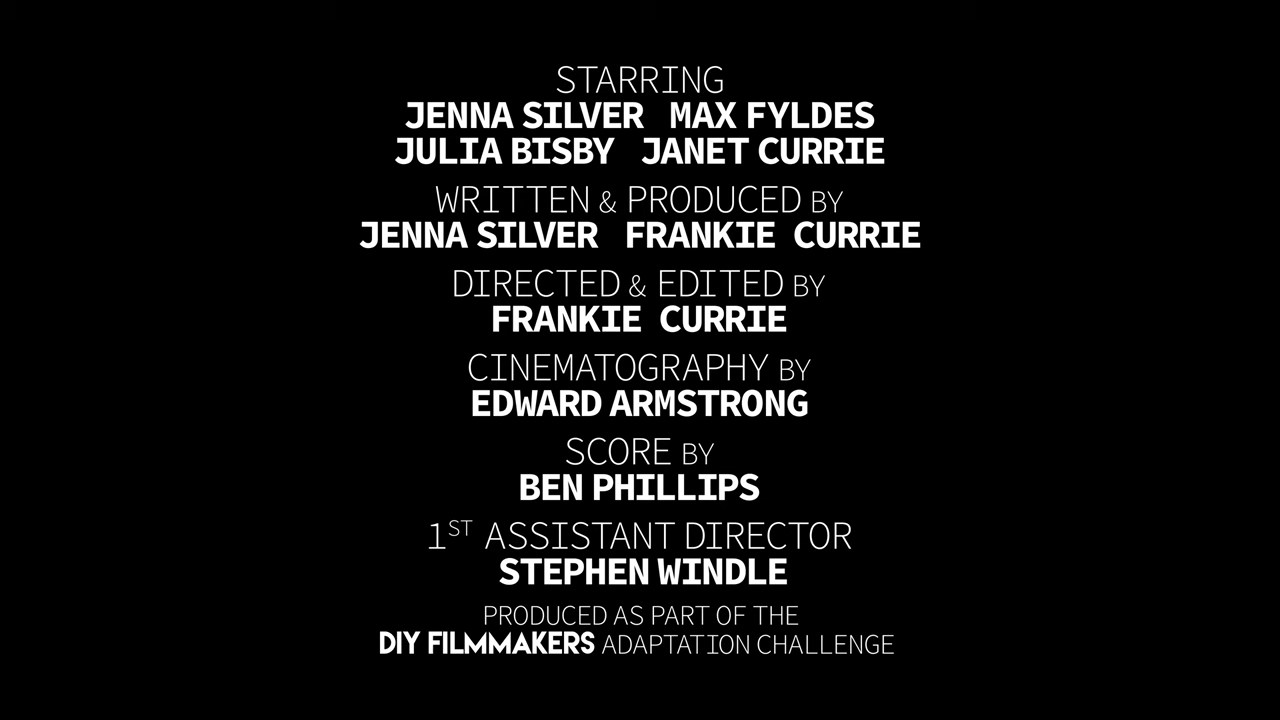 STARRING
JENNA SILVER MAX FYLDES
JULIA BISBY JANET CURRIE
WRITTEN & PRODUCED BY
JENNA SILVER FRANKIE CURRIE
DIRECTED & EDITED BY
FRANKIE CURRIE
CINEMATOGRAPHY BY
EDWARD ARMSTRONG
SCORE BY
BEN PHILLIPS
1ST ASSISTANT DIRECTOR
STEPHEN WINDLE
PRODUCED AS PART OF THE
DIY FILMMAKERS ADAPTATION CHALLENGE